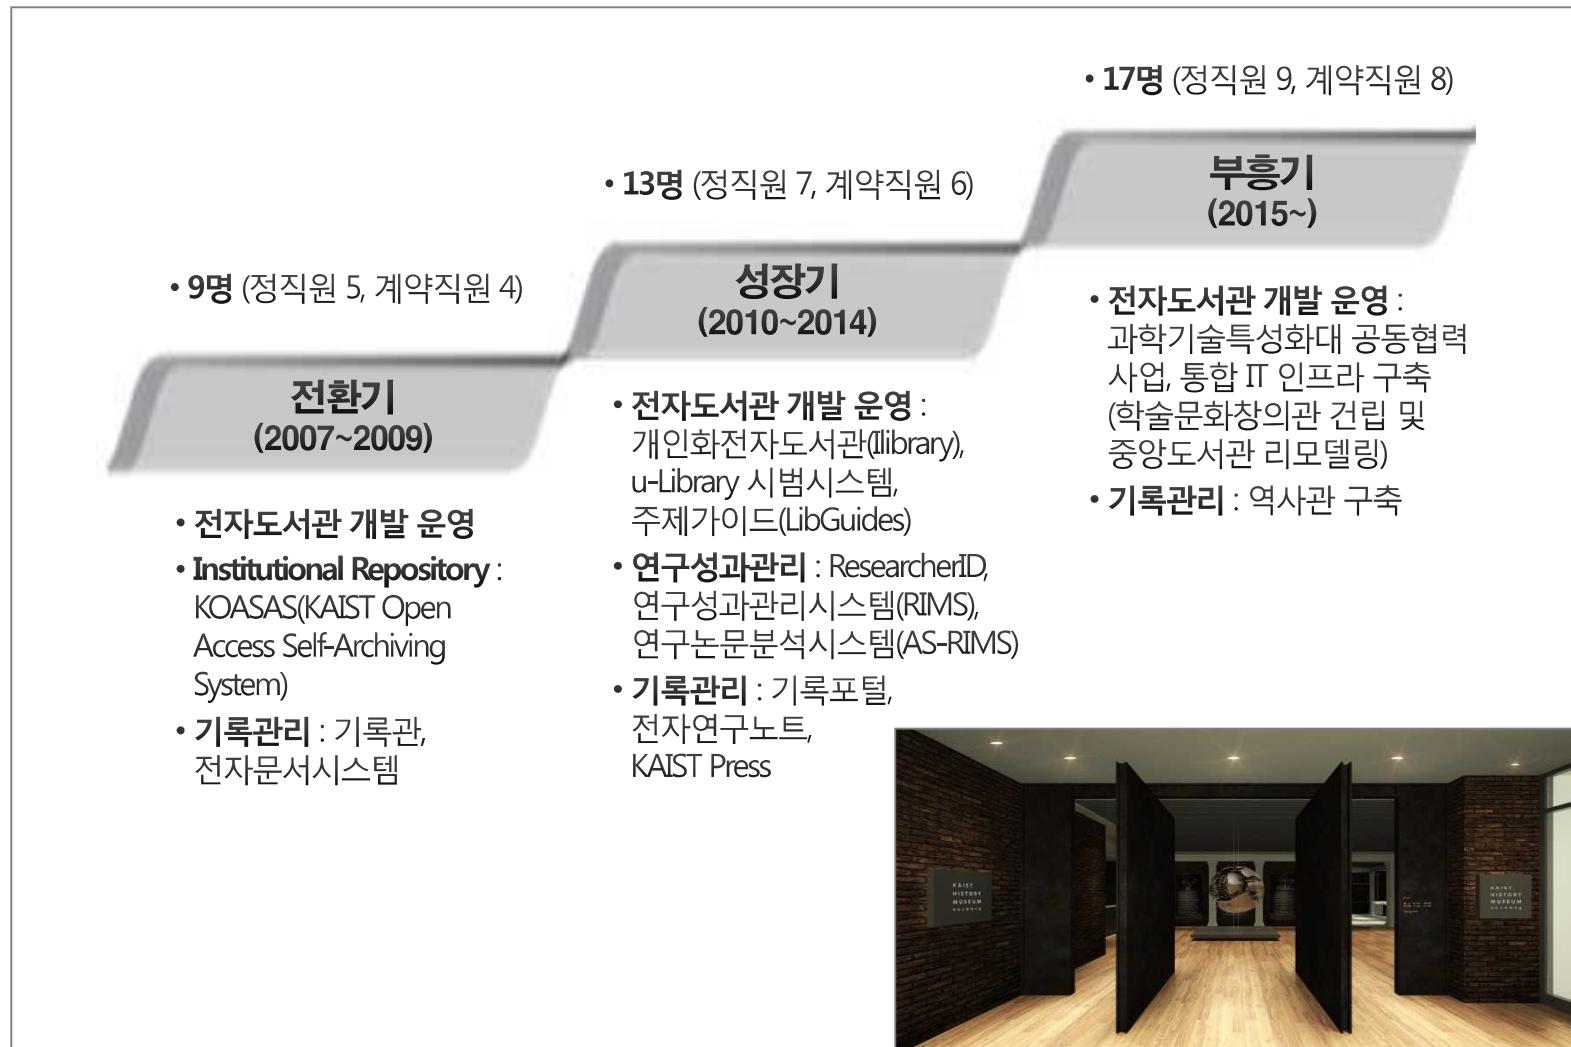 • 9명 (정직원 5, 계약직원 4)
전환기
(2007~2009)
• 전자도서관 개발 운영
• Institutional Repository :
KOASAS(KAIST Open
Access Self-Archiving
System)
• 기록관리 : 기록관,
전자문서시스템
• 13명 (정직원 7, 계약직원 6)
성장기
(2010~2014)
• 전자도서관 개발 운영 :
개인화전자도서관(Ilibrary),
u-Library 시범시스템,
주제가이드(LibGuides)
• 연구성과관리 : ResearcherID,
연구성과관리시스템(RIMS),
연구논문분석시스템(AS-RIMS)
• 기록관리 : 기록포털,
전자연구노트,
KAIST Press
• 17명 (정직원 9, 계약직원 8)
부흥기
(2015~)
• 전자도서관 개발 운영 :
과학기술특성화대 공동협력
사업, 통합 IT 인프라 구축
(학술문화창의관 건립 및
중앙도서관 리모델링)
• 기록관리 : 역사관 구축
KAIST
HISTORY
MUSEUM
KAIST
HISTORY
MUSEUM